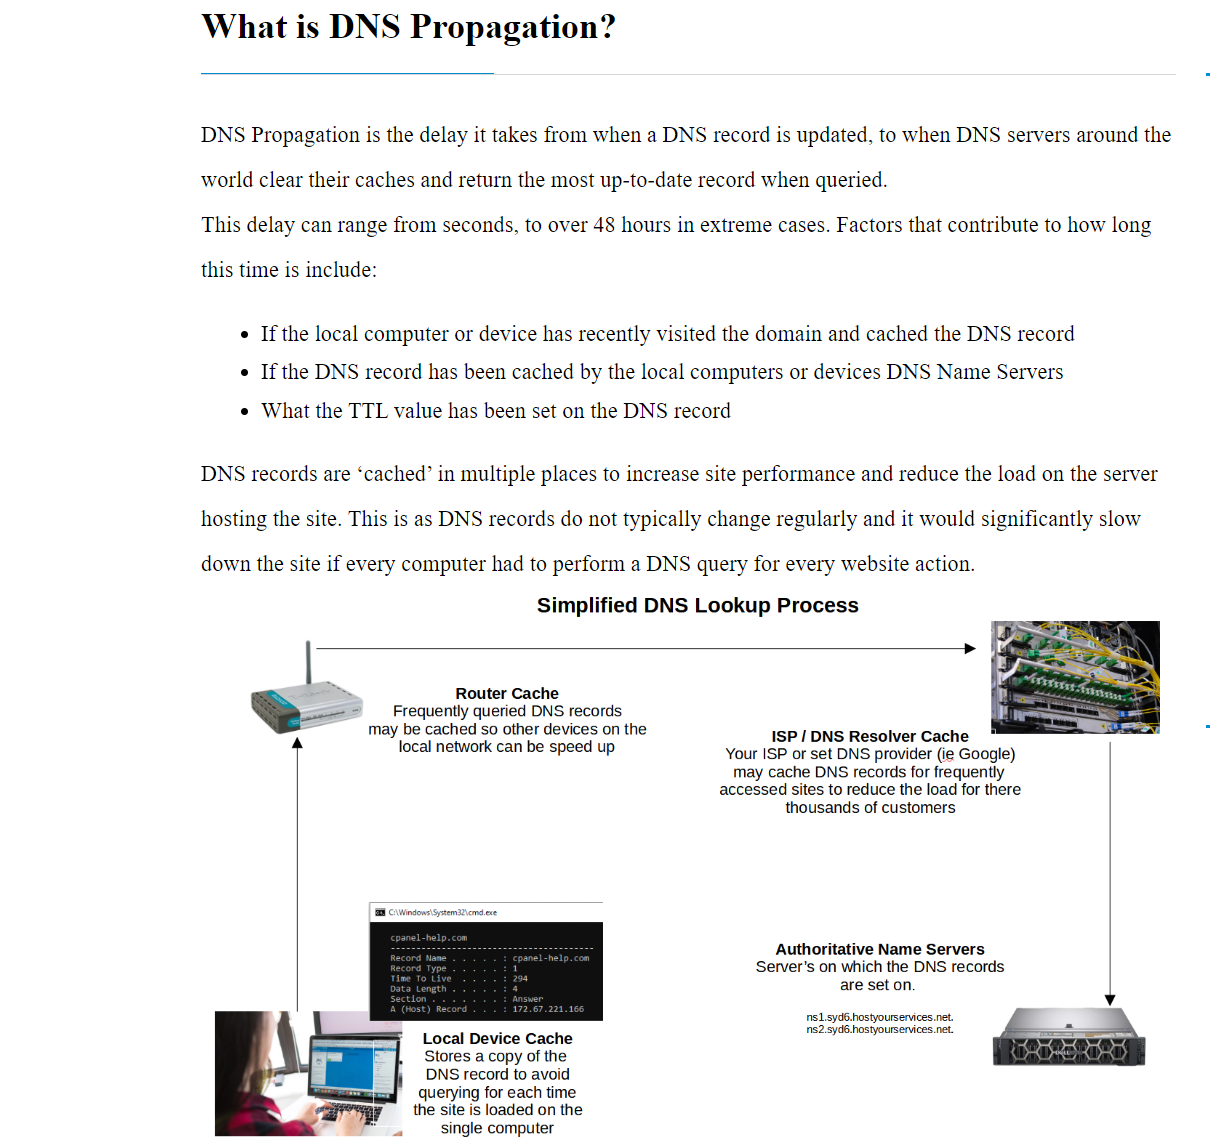 What is DNS Propagation?
DNS Propagation is the delay it takes from when a DNS record is updated, to when DNS servers around the
world clear their caches and return the most up-to-date record when queried.
This delay can range from seconds, to over 48 hours in extreme cases. Factors that contribute to how long
this time is include:
If the local computer or device has recently visited the domain and cached the DNS record
If the DNS record has been cached by the local computers or devices DNS Name Servers
What the TTL value has been set on the DNS record
DNS records are ‘cached’ in multiple places to increase site performance and reduce the load on the server
hosting the site. This is as DNS records do not typically change regularly and it would significantly slow
down the site if every computer had to perform a DNS query for every website action.
Simplified DNS Lookup Process
Router Cache
Frequently queried DNS records
may be cached so other devices on the
local network can be speed up
ISP / DNS Resolver Cache
Your ISP or set DNS provider (ie Google)
may cache DNS records for frequently
accessed sites to reduce the load for there
thousands of customers
C:\Windows\System32\cmd.exe
cpanel-help.com
----------------------------------------
Record Name . . . . . : cpanel-help.com
Record Type . . . . . : 1
Time To Live  . . . . : 294
Data Length . . . . . : 4
Section . . . . . . . : Answer
A (Host) Record . . . : 172.67.221.166
Local Device Cache
Stores a copy of the
DNS record to avoid
querying for each time
the site is loaded on the
single computer
Authoritative Name Servers
Server’s on which the DNS records
are set on.
ns1.syd6.hostyourservices.net.
ns2.syd6.hostyourservices.net.
DELL